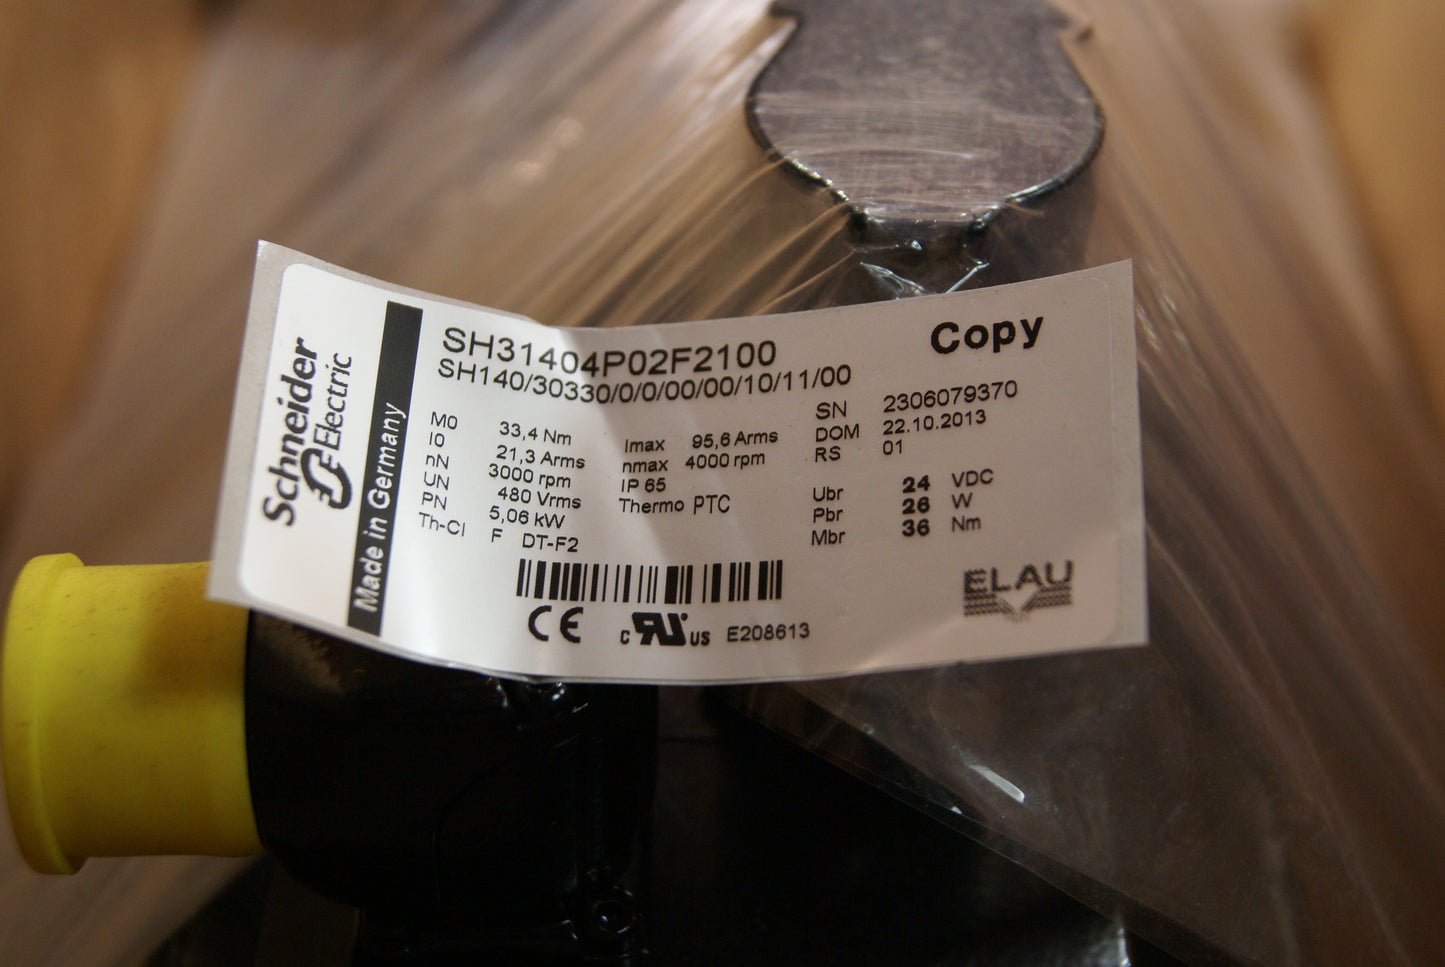 Schneider
Electric
Made in Germany
SH31404P02F2100
SH140/30330/0/0/00/00/10/11/00
Copy
M0 33,4 Nm
I0 21,3 Arms
nN 3000 rpm
UN 480 Vrms
PN 5,06 kW
Th-Cl F DT-F2
Imax 95,6 Arms
nmax 4000 rpm
IP 65
Thermo PTC
SN 2306079370
DOM 22.10.2013
RS 01
Ubr 24 VDC
Pbr 26 W
Mbr 36 Nm
CE c RU US E208613
ELAU